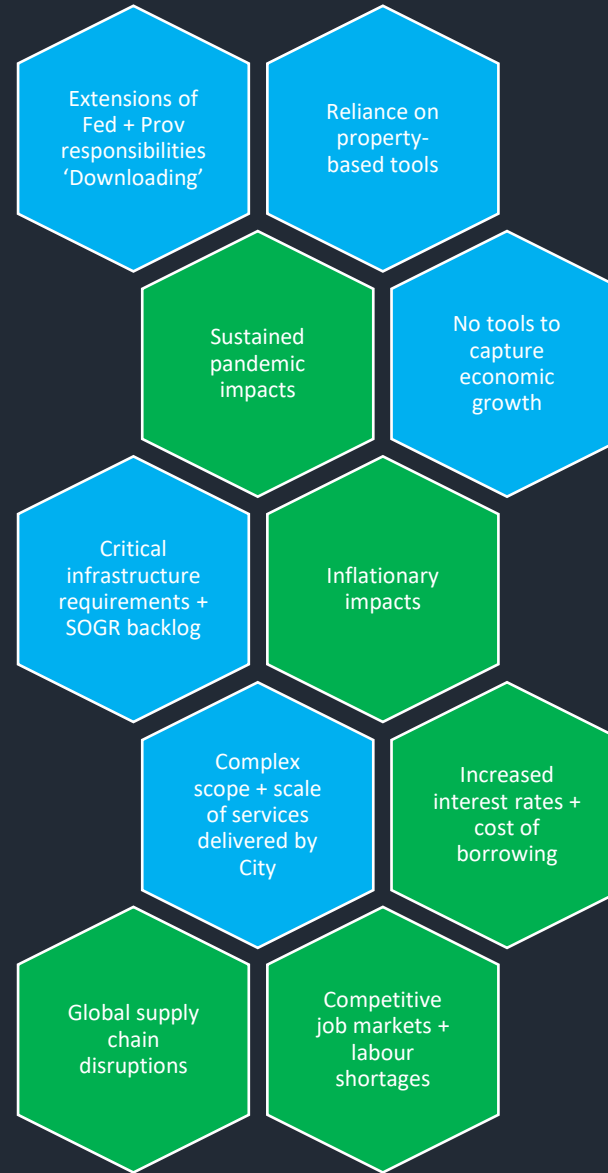 Extensions of
Fed + Prov
responsibilities
‘Downloading’
Reliance on
property-
based tools
Sustained
pandemic
impacts
No tools to
capture
economic
growth
Critical
infrastructure
requirements +
SOGR backlog
Inflationary
impacts
Complex
scope + scale
of services
delivered by
City
Increased
interest rates +
cost of
borrowing
Global supply
chain
disruptions
Competitive
job markets +
labour
shortages